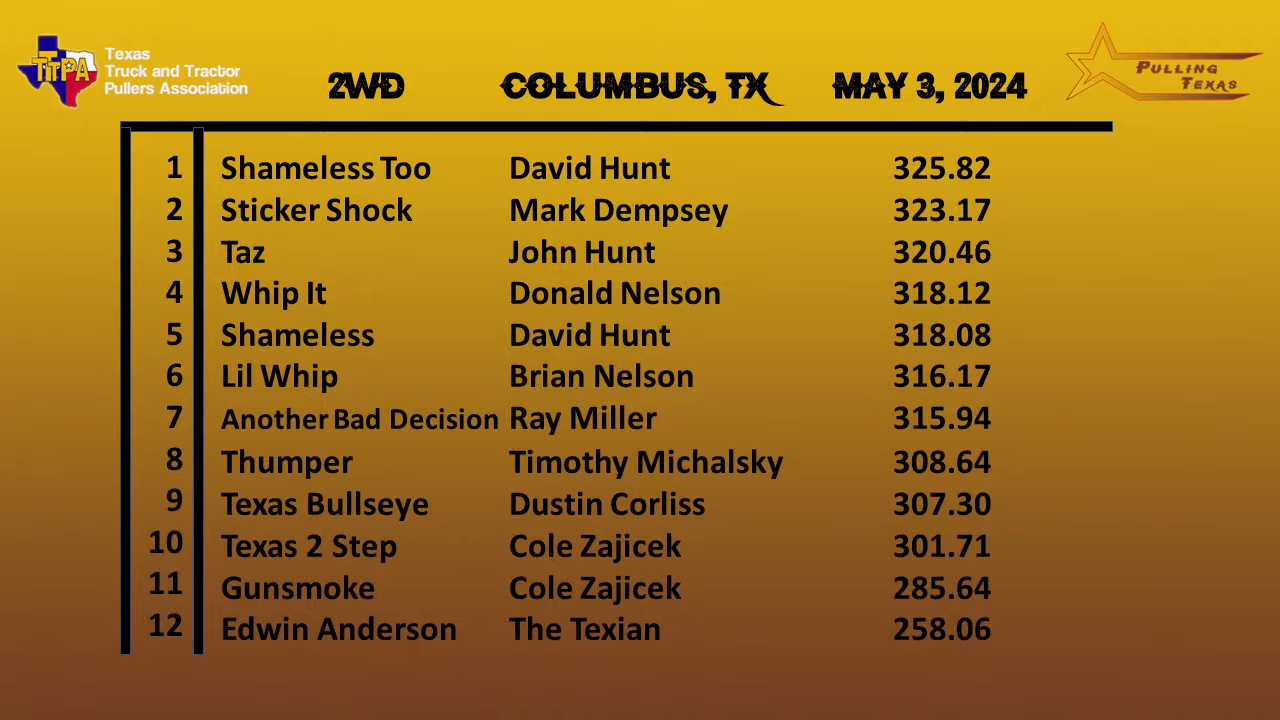 TTTPA
Texas
Truck and Tractor
Pullers Association
2WD COLUMBUS, TX MAY 3, 2024
PULLING
TEXAS
1 Shameless Too David Hunt 325.82
2 Sticker Shock Mark Dempsey 323.17
3 Taz John Hunt 320.46
4 Whip It Donald Nelson 318.12
5 Shameless David Hunt 318.08
6 Lil Whip Brian Nelson 316.17
7 Another Bad Decision Ray Miller 315.94
8 Thumper Timothy Michalsky 308.64
9 Texas Bullseye Dustin Corliss 307.30
10 Texas 2 Step Cole Zajicek 301.71
11 Gunsmoke Cole Zajicek 285.64
12 Edwin Anderson The Texian 258.06